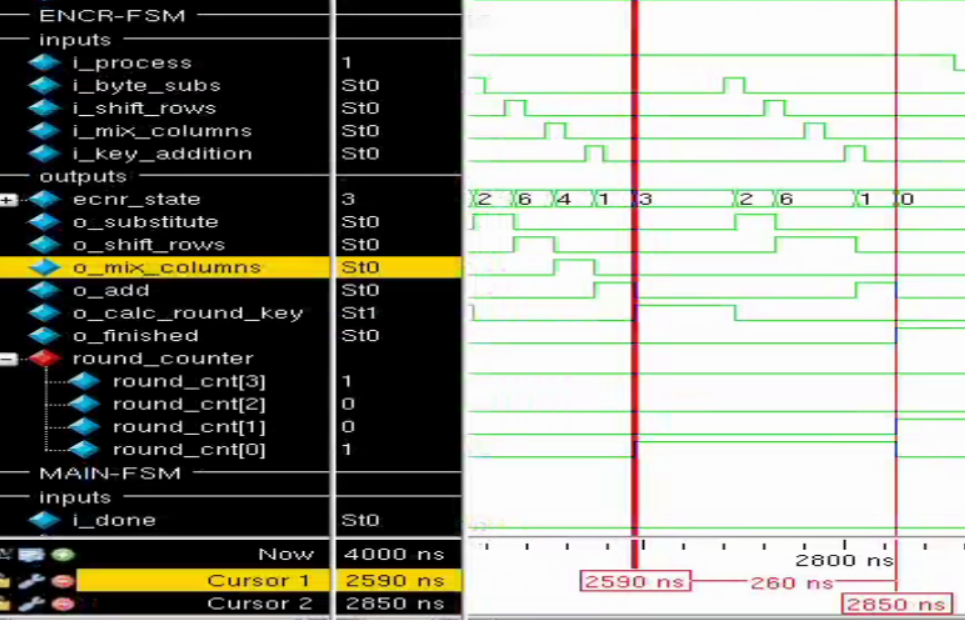 ENCR-FSM
inputs
i_process 1
i_byte_subs St0
i_shift_rows St0
i_mix_columns St0
i_key_addition St0
outputs
ecnr_state 3 2 6 4 1 3 2 6 1 0
o_substitute St0
o_shift_rows St0
o_mix_columns St0
o_add St0
o_calc_round_key St1
o_finished St0
round_counter
round_cnt[3] 1
round_cnt[2] 0
round_cnt[1] 0
round_cnt[0] 1
MAIN-FSM
inputs
i_done St0
Now 4000 ns 2800 ns
Cursor 1 2590 ns 2590 ns 260 ns
Cursor 2 2850 ns 2850 ns